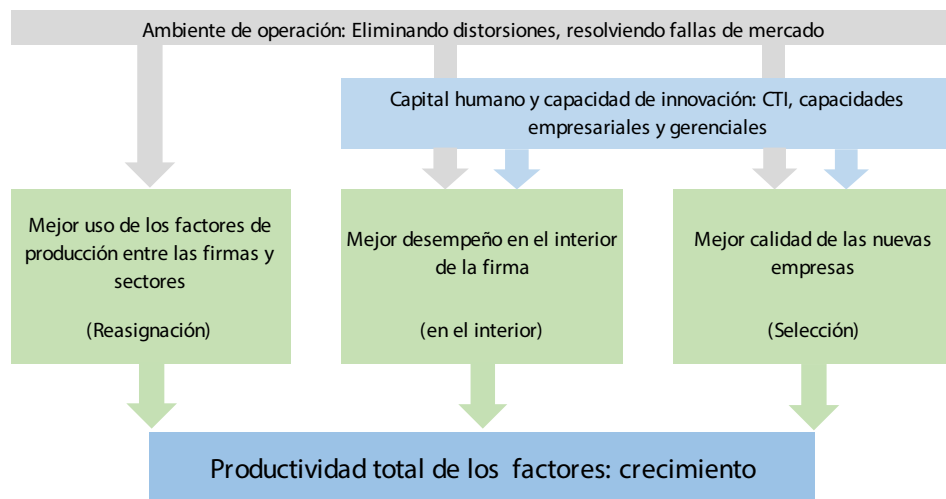 Ambiente de operación: Eliminando distorsiones, resolviendo fallas de mercado
Capital humano y capacidad de innovación: CTI, capacidades
empresariales y gerenciales
Mejor uso de los factores de
producción entre las firmas y
sectores
(Reasignación)
Mejor desempeño en el interior
de la firma
(en el interior)
Mejor calidad de las nuevas
empresas
(Selección)
Productividad total de los factores: crecimiento